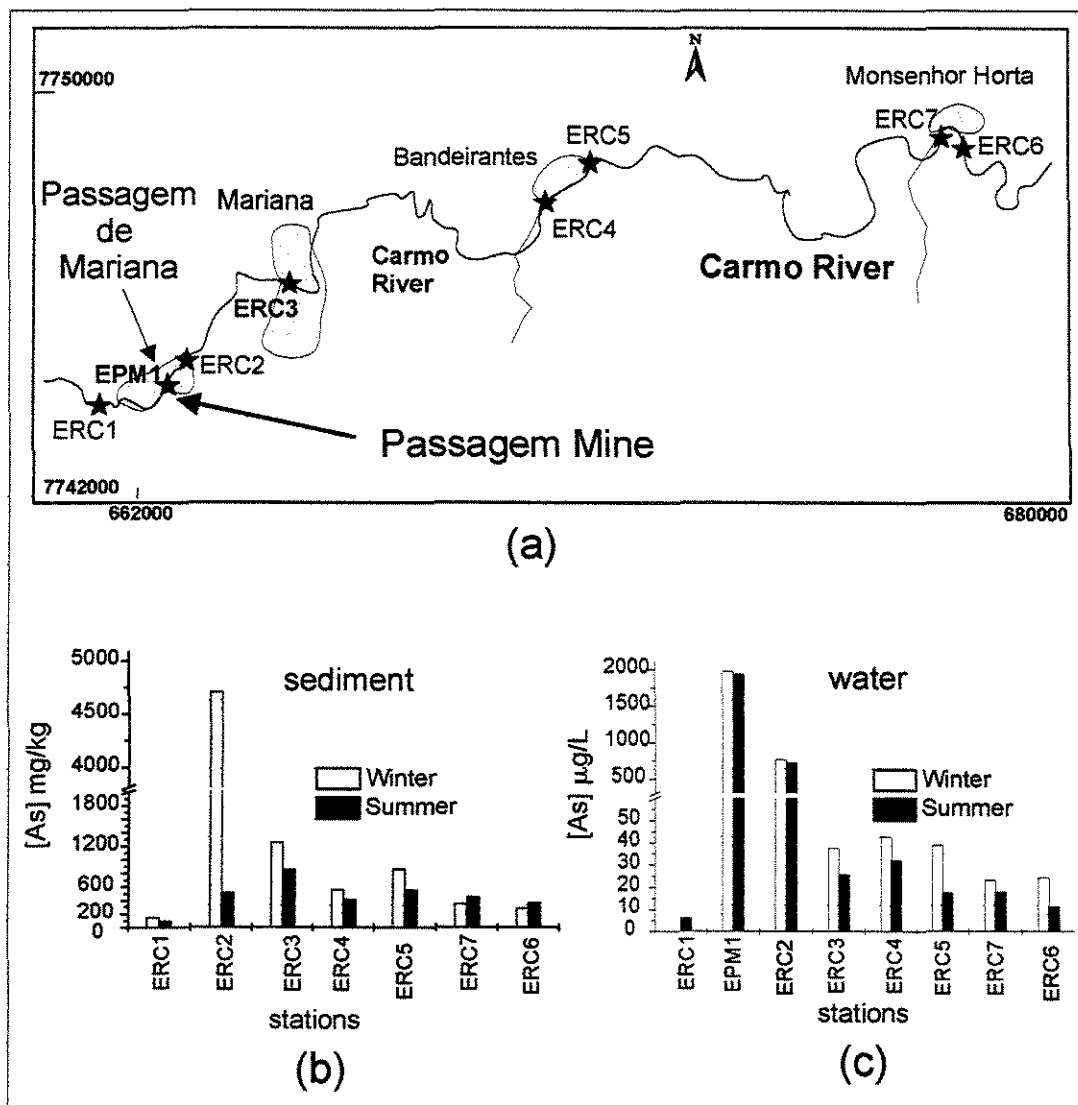 N
7750000
Monsenhor Horta
ERC7
ERC6
ERC5
Bandeirantes
ERC4
Passagem
de
Mariana
Mariana
Carmo
River
Carmo River
ERC3
ERC2
EPM1
ERC1
Passagem Mine
7742000
662000
680000
(a)
sediment
[As] mg/kg
5000
4500
4000
1800
1200
600
200
0
Winter
Summer
ERC1
ERC2
ERC3
ERC4
ERC5
ERC7
ERC6
stations
(b)
water
[As] µg/L
2000
1500
1000
500
50
40
30
20
10
0
Winter
Summer
ERC1
EPM1
ERC2
ERC3
ERC4
ERC5
ERC7
ERC6
stations
(c)